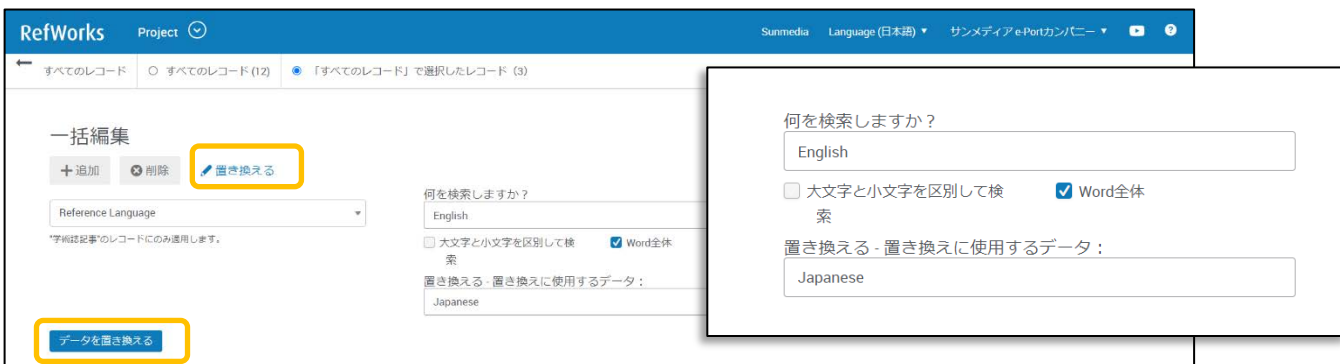 RefWorks Project Sunmedia Language (日本語) ▼ サンメディア e-Portカンパニー ▼
← すべてのレコード すべてのレコード (12) 「すべてのレコード」で選択したレコード (3)
一括編集
+追加 削除 置き換える
Reference Language
"学術誌記事"のレコードにのみ適用します。
何を検索しますか？
English
大文字と小文字を区別して検
索
Word全体
置き換える - 置き換えに使用するデータ：
Japanese
データを置き換える
何を検索しますか？
English
大文字と小文字を区別して検
索
Word全体
置き換える - 置き換えに使用するデータ：
Japanese